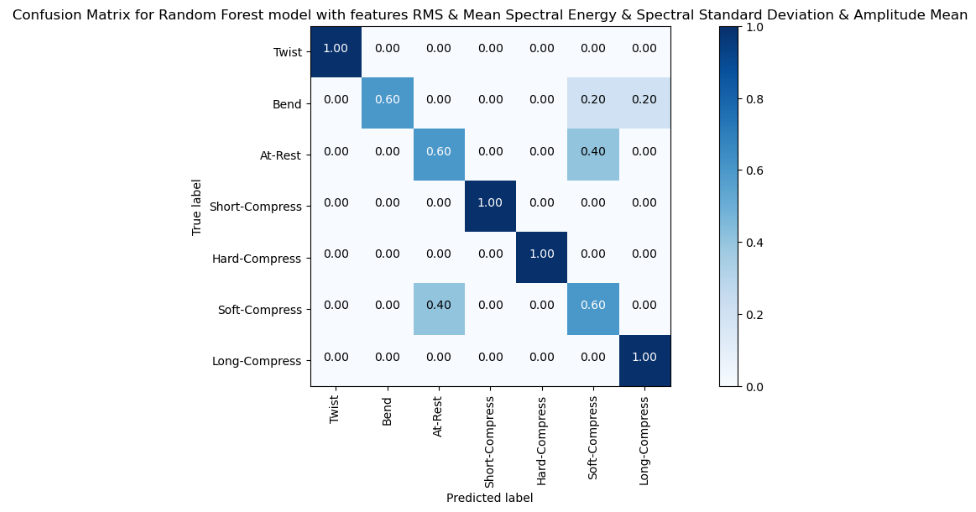 Confusion Matrix for Random Forest model with features RMS & Mean Spectral Energy & Spectral Standard Deviation & Amplitude Mean
True label
Twist 1.00 0.00 0.00 0.00 0.00 0.00 0.00
Bend 0.00 0.60 0.00 0.00 0.00 0.20 0.20
At-Rest 0.00 0.00 0.60 0.00 0.00 0.40 0.00
Short-Compress 0.00 0.00 0.00 1.00 0.00 0.00 0.00
Hard-Compress 0.00 0.00 0.00 0.00 1.00 0.00 0.00
Soft-Compress 0.00 0.00 0.40 0.00 0.00 0.60 0.00
Long-Compress 0.00 0.00 0.00 0.00 0.00 0.00 1.00
Twist
Bend
At-Rest
Short-Compress
Hard-Compress
Soft-Compress
Long-Compress
Predicted label
1.0
0.8
0.6
0.4
0.2
0.0